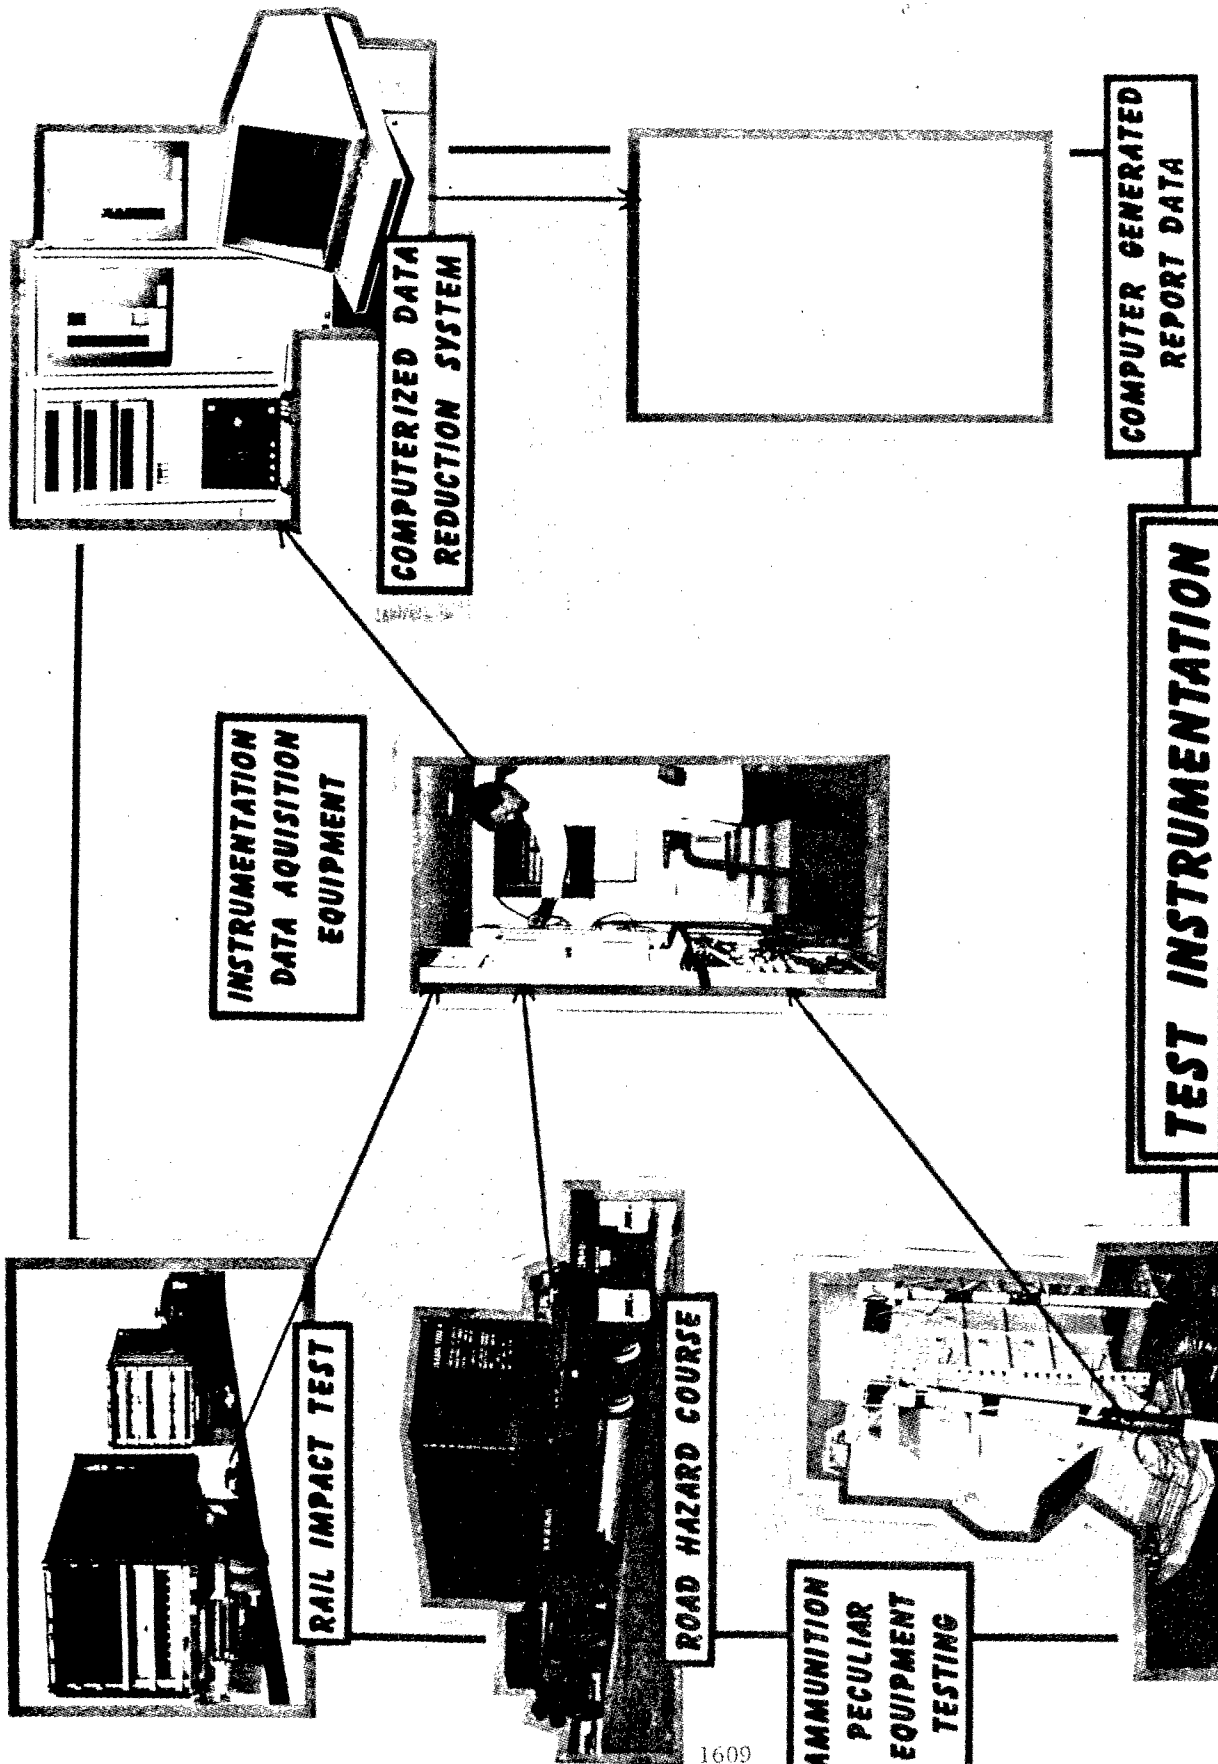 RAIL IMPACT TEST
ROAD HAZARD COURSE
AMMUNITION
PECULIAR
EQUIPMENT
TESTING
INSTRUMENTATION
DATA AQUISITION
EQUIPMENT
COMPUTERIZED DATA
REDUCTION SYSTEM
COMPUTER GENERATED
REPORT DATA
TEST INSTRUMENTATION
1609